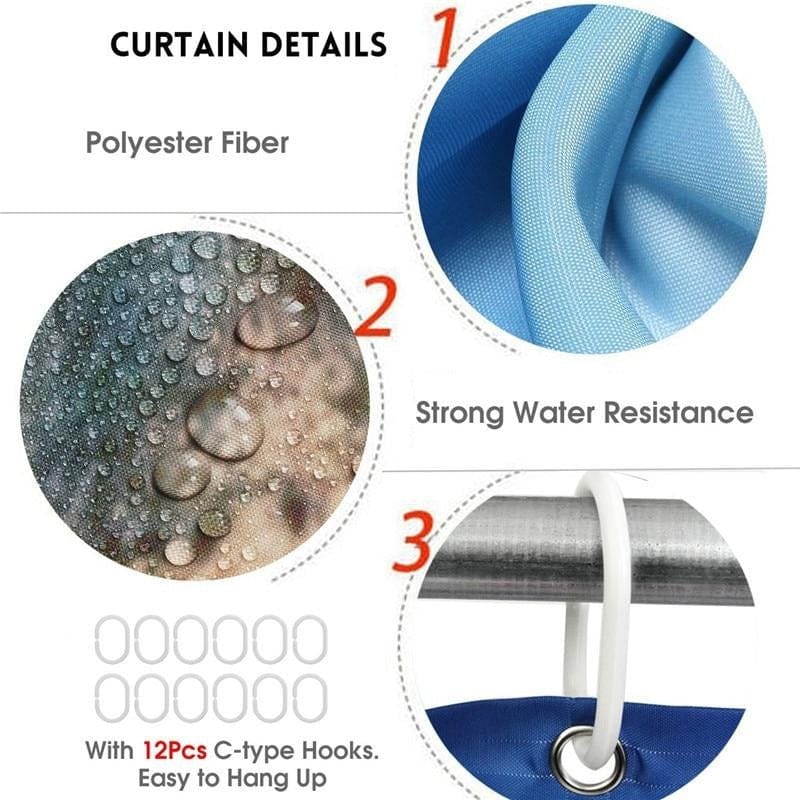 CURTAIN DETAILS
1
Polyester Fiber
2
Strong Water Resistance
3
With 12Pcs C-type Hooks.
Easy to Hang Up